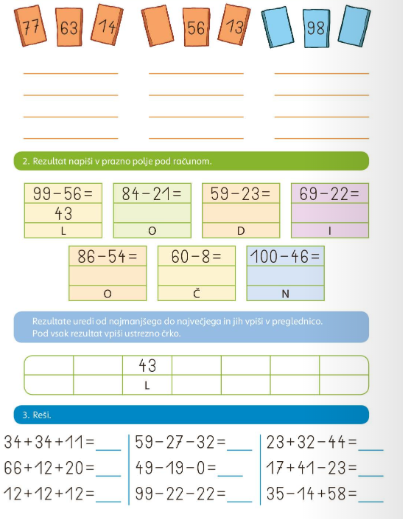 77 63 14 56 13 98
2. Rezultat napiši v prazno polje pod računom.
99-56= 84-21= 59-23= 69-22=
43
L O D I
86-54= 60-8= 100-46=
O Č N
Rezultate uredi od najmanjšega do največjega in jih vpiši v preglednico.
Pod vsak rezultat vpiši ustrezno črko.
43
L
3. Reši.
34+34+11=___ 59-27-32=___ 23+32-44=___
66+12+20=___ 49-19-0=___ 17+41-23=___
12+12+12=___ 99-22-22=___ 35-14+58=___